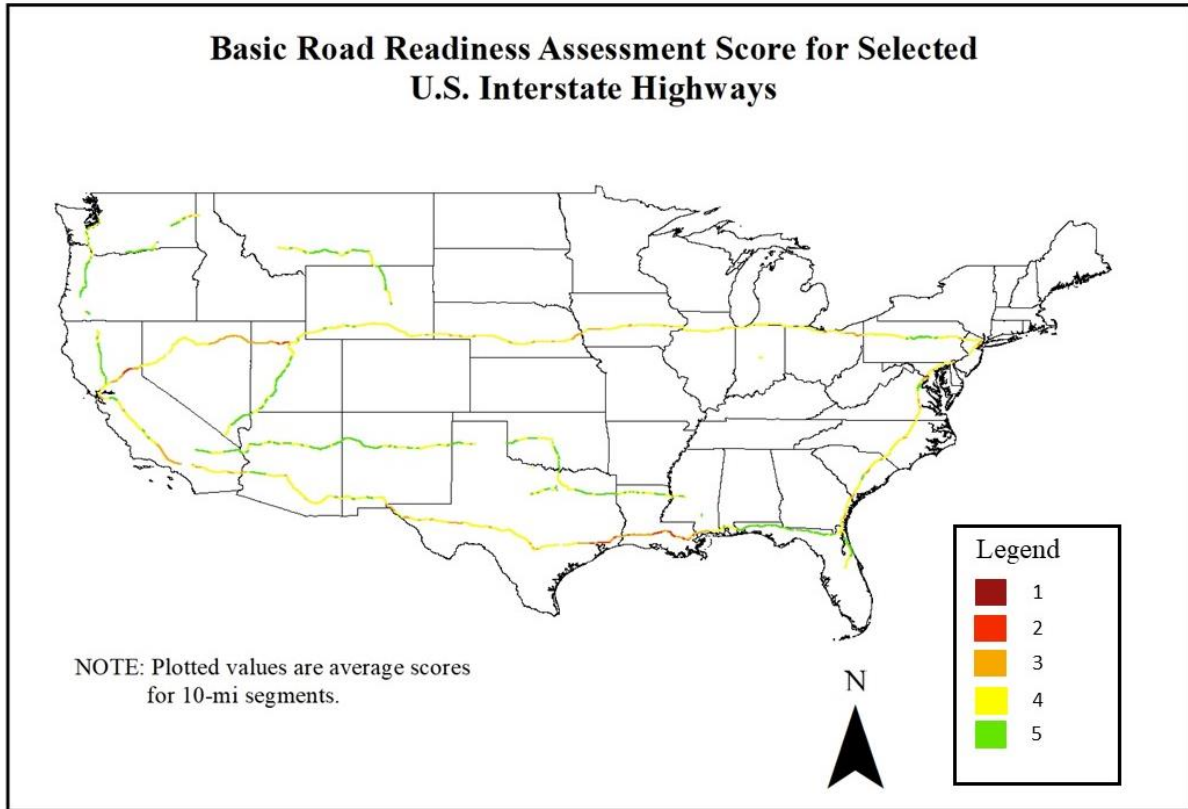 Basic Road Readiness Assessment Score for Selected
U.S. Interstate Highways
NOTE: Plotted values are average scores
for 10-mi segments.
N
Legend
1
2
3
4
5